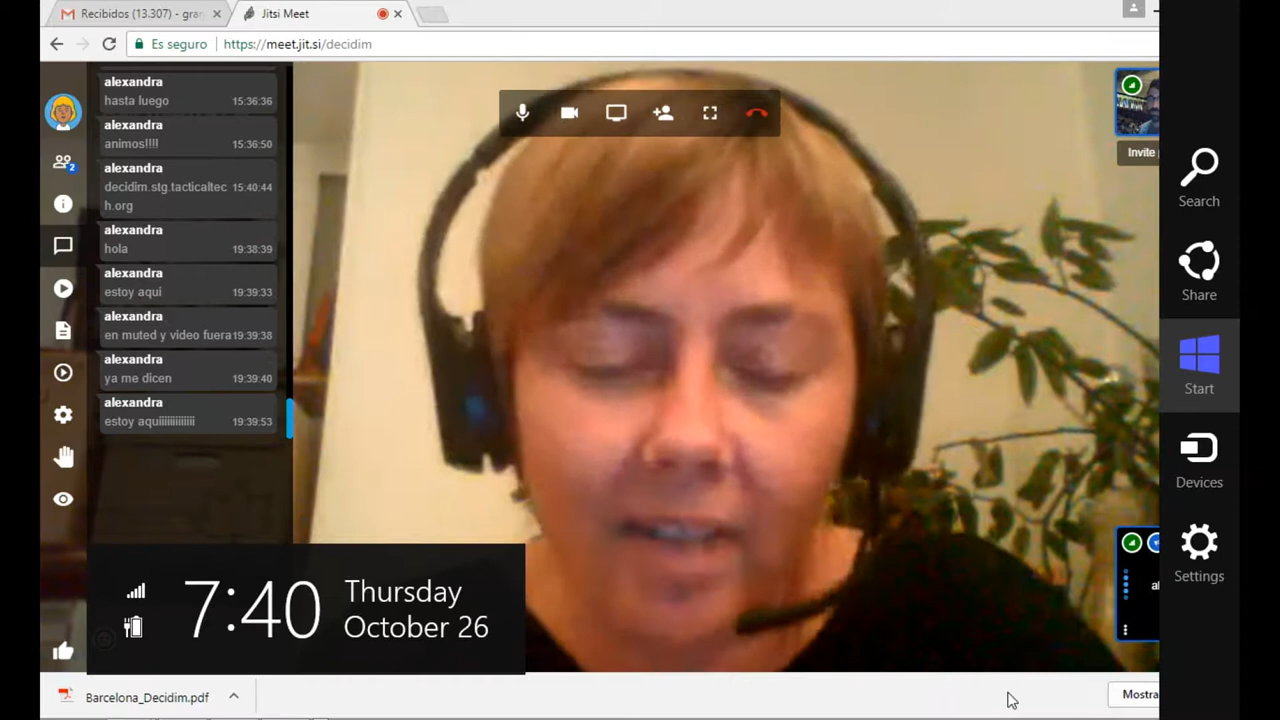 Recibidos (13.307) - gra
Jitsi Meet
Es seguro
https://meet.jit.si/decidim
alexandra
hasta luego 15:36:36
alexandra
animos!!!! 15:36:50
alexandra
decidim.stg.tacticaltec 15:40:44
h.org
alexandra
hola 19:38:39
alexandra
estoy aqui 19:39:33
alexandra
en muted y video fuera 19:39:38
alexandra
ya me dicen 19:39:40
alexandra
estoy aquiiiiiiiiiiiii 19:39:53
2
Invite
al
7:40
Thursday
October 26
Barcelona_Decidim.pdf
Mostra
Search
Share
Start
Devices
Settings